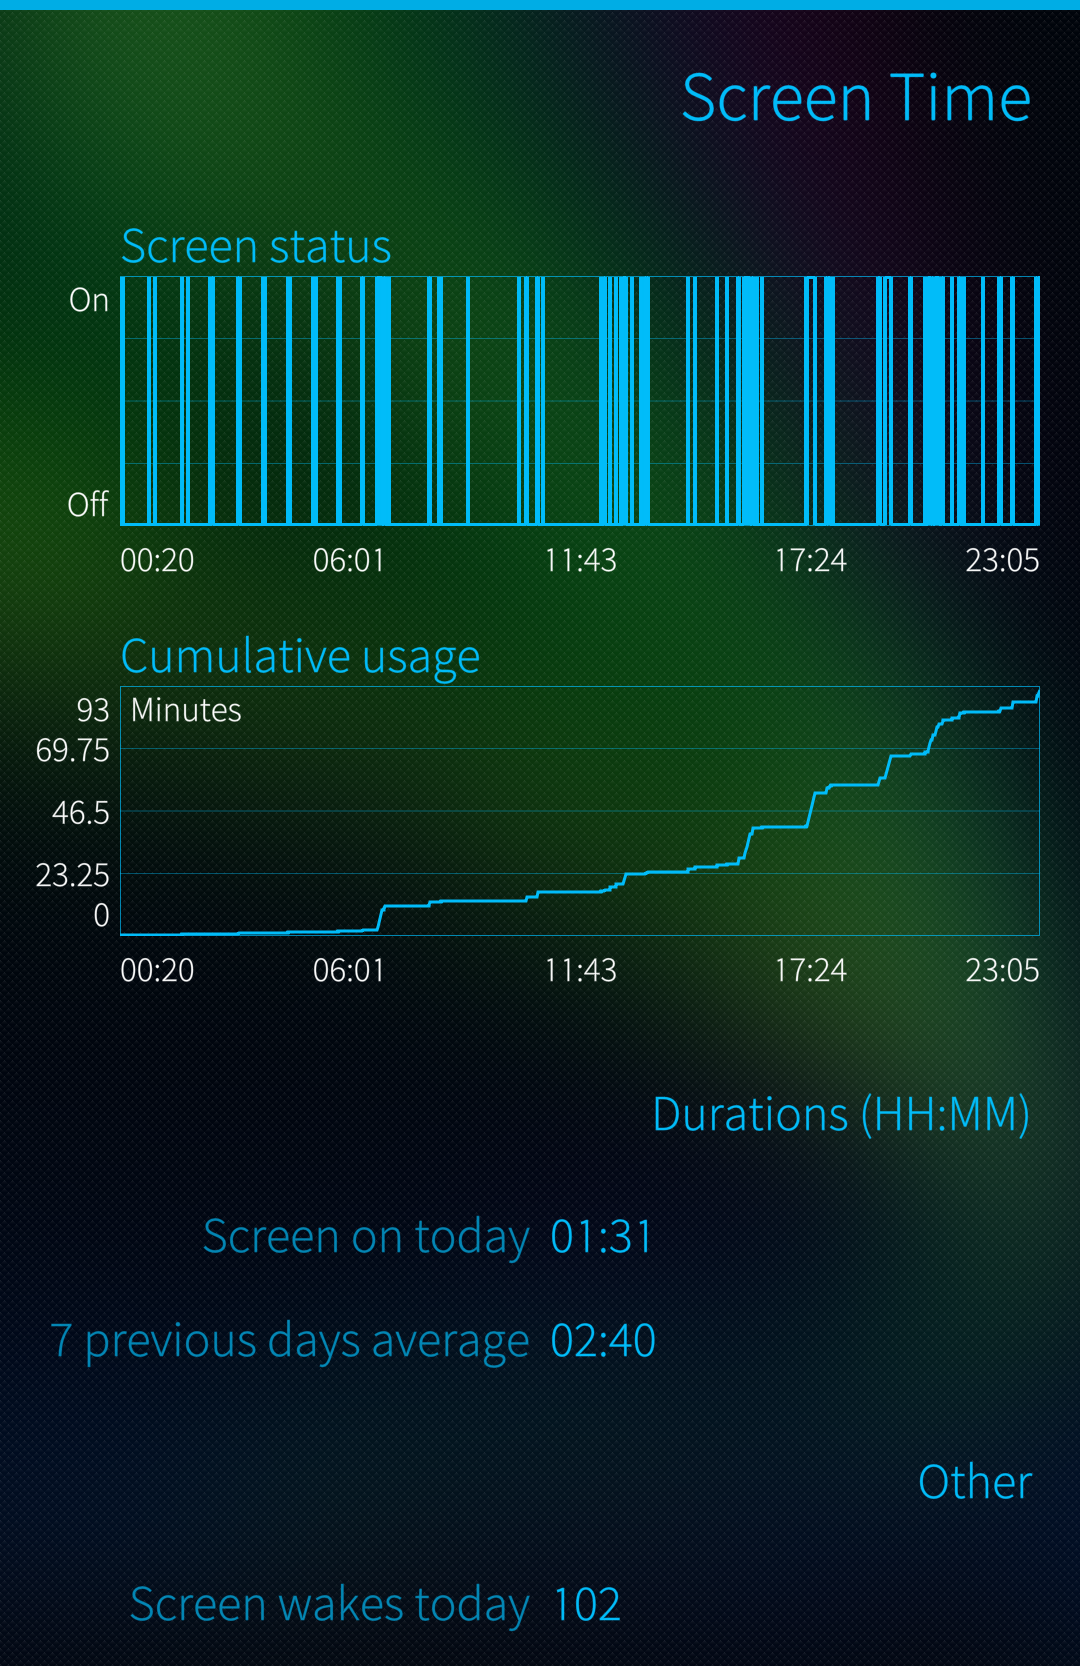 Screen Time
Screen status
On
Off
00:20 06:01 11:43 17:24 23:05
Cumulative usage
93 Minutes
69.75
46.5
23.25
0
00:20 06:01 11:43 17:24 23:05
Durations (HH:MM)
Screen on today 01:31
7 previous days average 02:40
Other
Screen wakes today 102